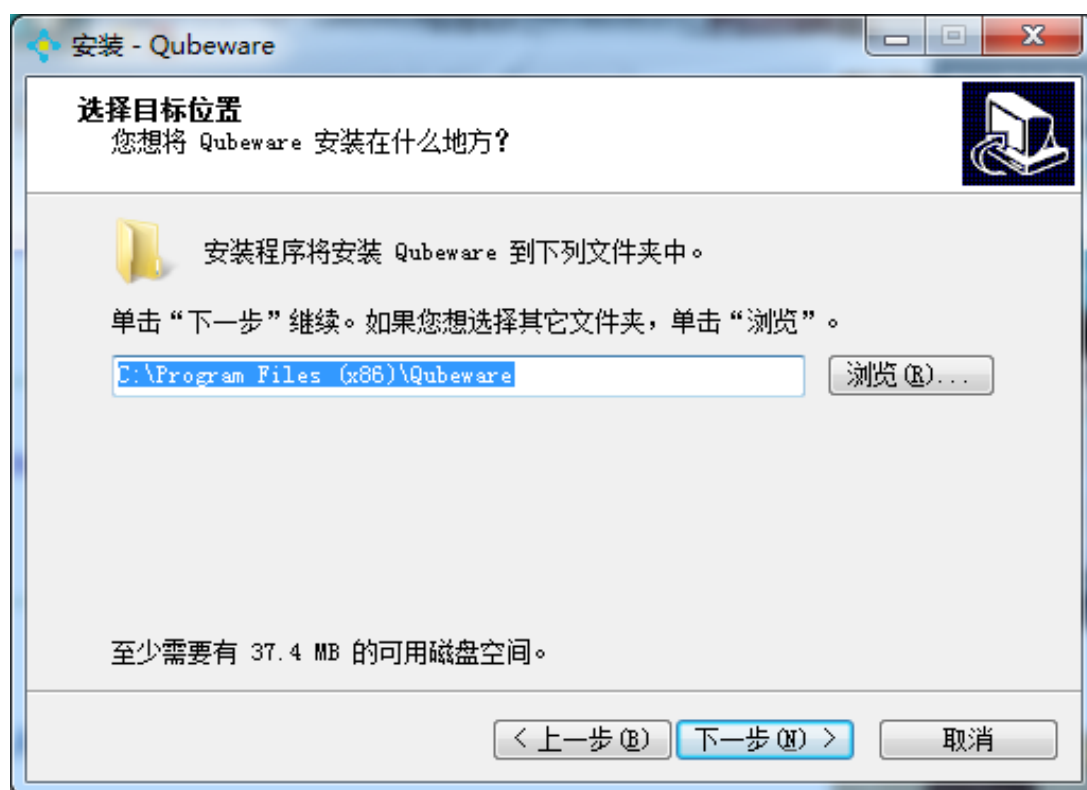 安装 - Qubeware
选择目标位置
您想将 Qubeware 安装在什么地方?
安装程序将安装 Qubeware 到下列文件夹中。
单击“下一步”继续。如果您想选择其它文件夹，单击“浏览”。
C:\Program Files (x86)\Qubeware
浏览(R)...
至少需要有 37.4 MB 的可用磁盘空间。
< 上一步(B)
下一步(N) >
取消